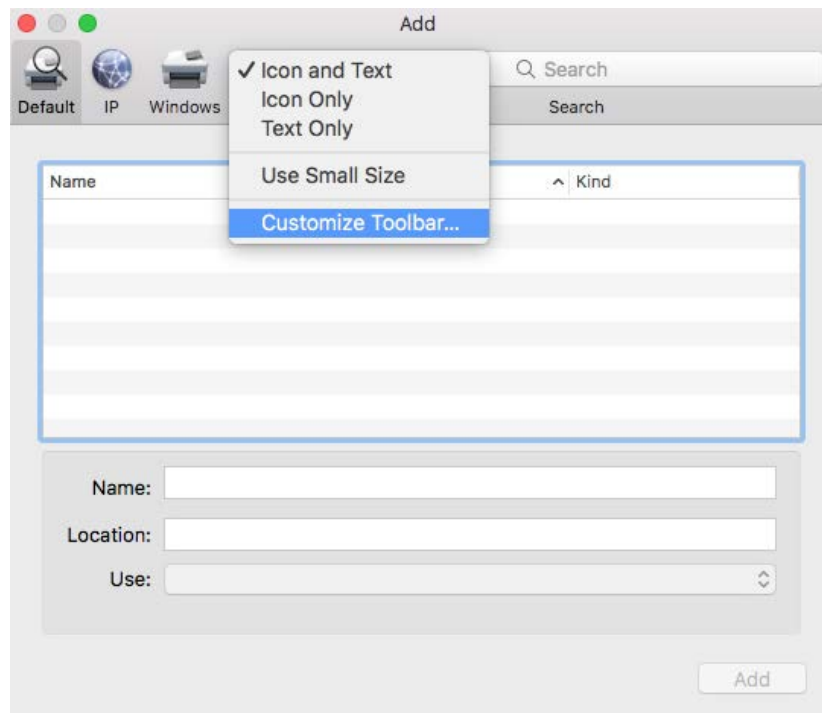 Add
Default IP Windows Search
✓ Icon and Text
Icon Only
Text Only
Use Small Size
Customize Toolbar...
Search
Name Kind
Name:
Location:
Use:
Add